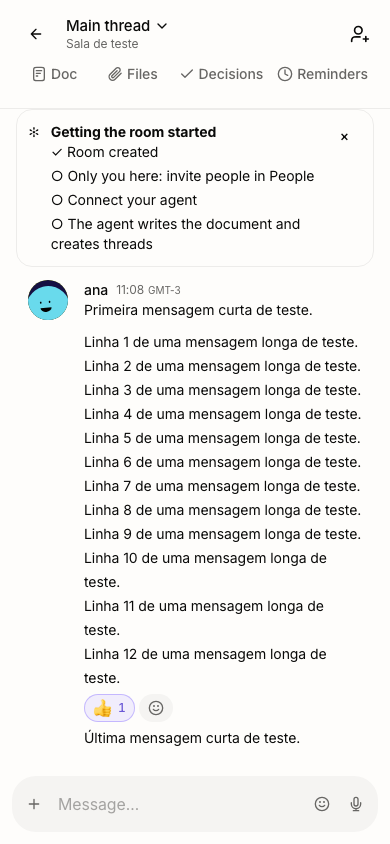 Main thread
Sala de teste
Doc Files Decisions Reminders
Getting the room started
✓ Room created
Only you here: invite people in People
Connect your agent
The agent writes the document and
creates threads
ana 11:08 GMT-3
Primeira mensagem curta de teste.
Linha 1 de uma mensagem longa de teste.
Linha 2 de uma mensagem longa de teste.
Linha 3 de uma mensagem longa de teste.
Linha 4 de uma mensagem longa de teste.
Linha 5 de uma mensagem longa de teste.
Linha 6 de uma mensagem longa de teste.
Linha 7 de uma mensagem longa de teste.
Linha 8 de uma mensagem longa de teste.
Linha 9 de uma mensagem longa de teste.
Linha 10 de uma mensagem longa de
teste.
Linha 11 de uma mensagem longa de
teste.
Linha 12 de uma mensagem longa de
teste.
👍 1
Última mensagem curta de teste.
Message...